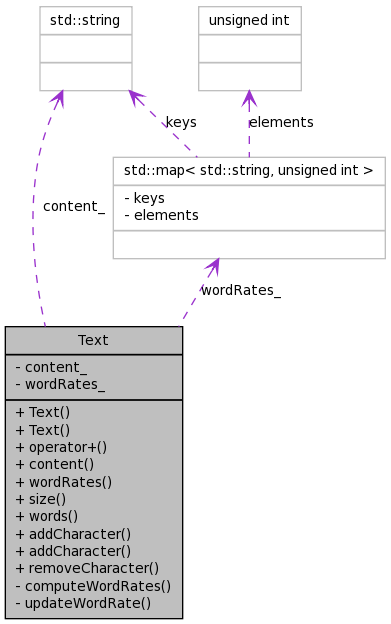 std::string
unsigned int
keys
elements
std::map< std::string, unsigned int >
- keys
- elements
content_
wordRates_
Text
- content_
- wordRates_
+ Text()
+ Text()
+ operator+()
+ content()
+ wordRates()
+ size()
+ words()
+ addCharacter()
+ addCharacter()
+ removeCharacter()
- computeWordRates()
- updateWordRate()